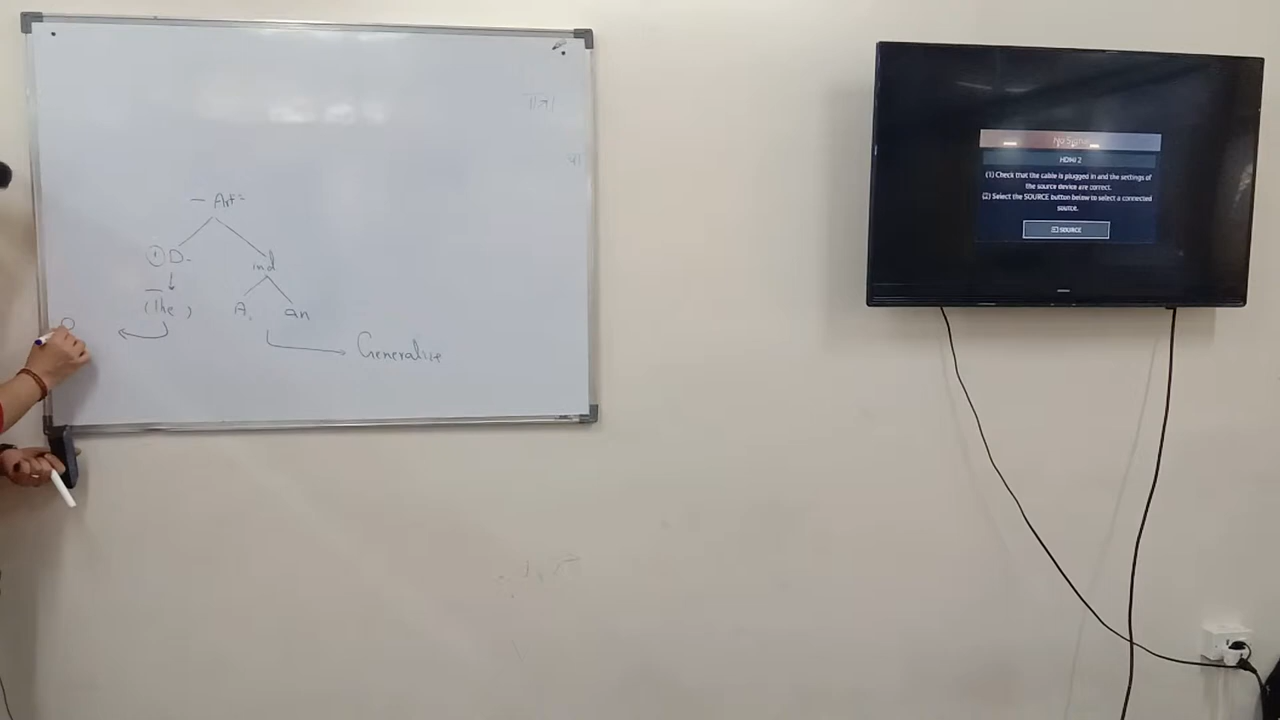 - Art=
① D.
ind
(The)
A, an
Generalise
No Signal
HDMI 2
(1) Check that the cable is plugged in and the settings of
the source device are correct.
(2) Select the SOURCE button below to select a connected
source.
SOURCE